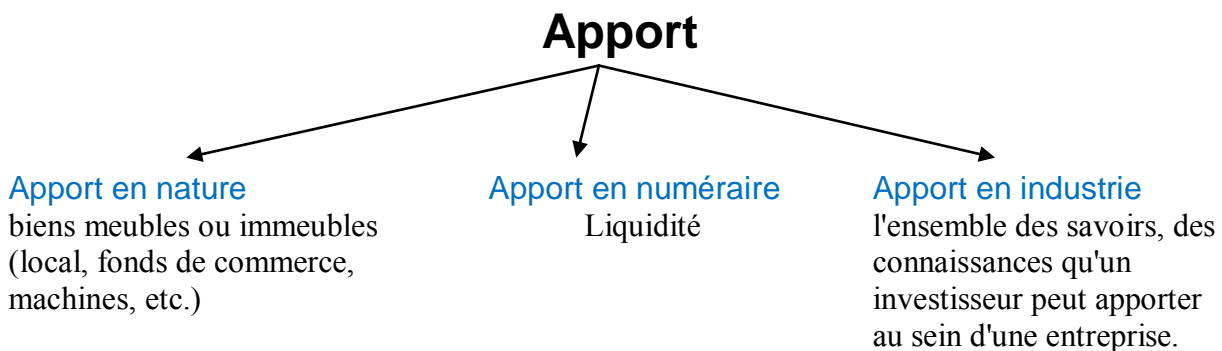 Apport
Apport en nature
biens meubles ou immeubles
(local, fonds de commerce,
machines, etc.)
Apport en numéraire
Liquidité
Apport en industrie
l'ensemble des savoirs, des
connaissances qu'un
investisseur peut apporter
au sein d'une entreprise.